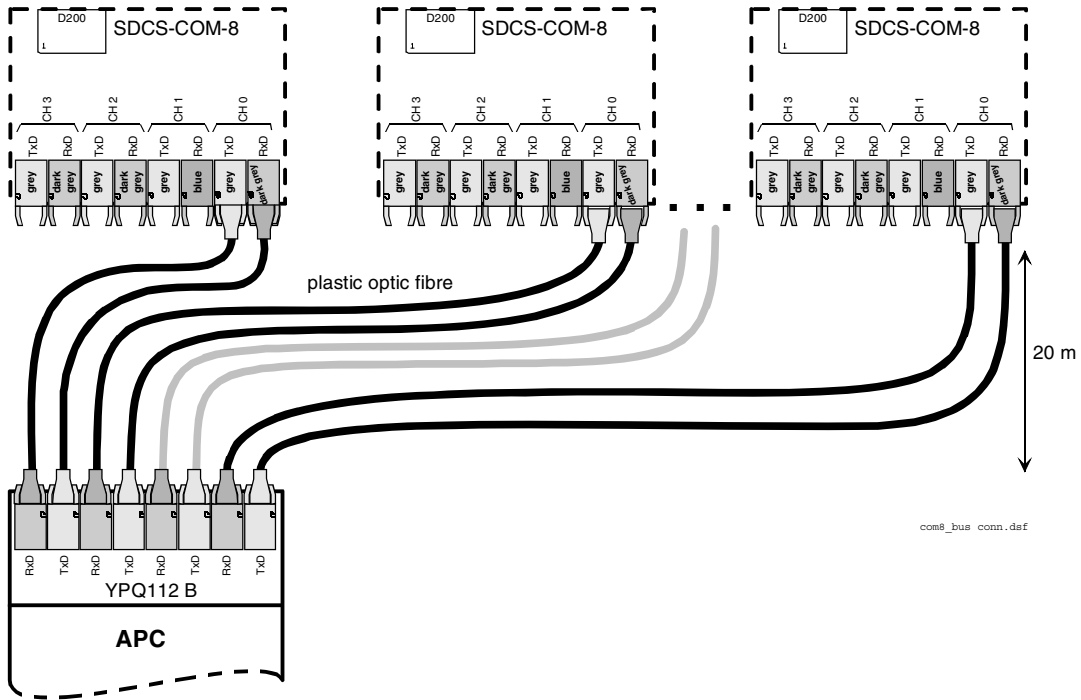 D200
1
SDCS-COM-8
D200
1
SDCS-COM-8
D200
1
SDCS-COM-8
CH 3
CH 2
CH 1
CH 0
CH 3
CH 2
CH 1
CH 0
CH 3
CH 2
CH 1
CH 0
TxD
RxD
TxD
RxD
TxD
RxD
TxD
RxD
TxD
RxD
TxD
RxD
TxD
RxD
TxD
RxD
TxD
RxD
TxD
RxD
TxD
RxD
TxD
RxD
grey
dark grey
grey
dark grey
grey
blue
grey
dark grey
grey
dark grey
grey
dark grey
grey
blue
grey
dark grey
grey
dark grey
grey
dark grey
grey
blue
grey
dark grey
plastic optic fibre
20 m
com8_bus conn.dsf
RxD
TxD
RxD
TxD
RxD
TxD
RxD
TxD
YPQ112 B
APC